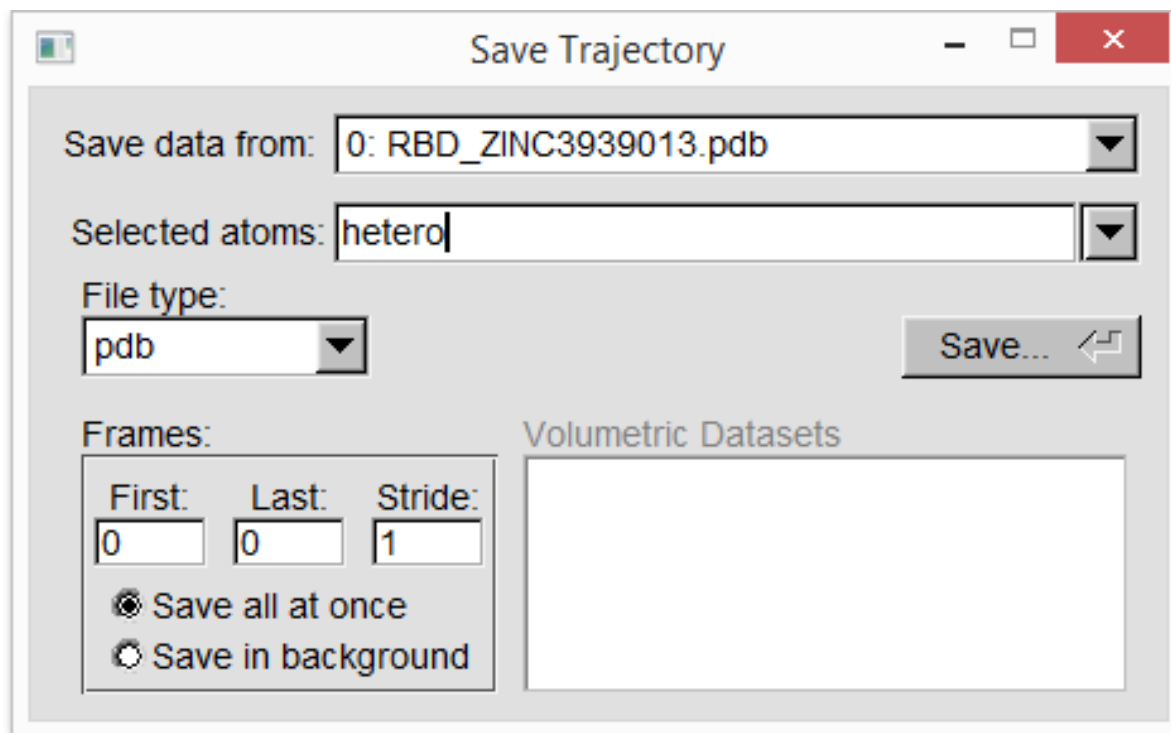 Save Trajectory
Save data from: 0: RBD_ZINC3939013.pdb
Selected atoms: hetero
File type:
pdb
Save...
Frames:
Volumetric Datasets
First: Last: Stride:
0 0 1
Save all at once
Save in background